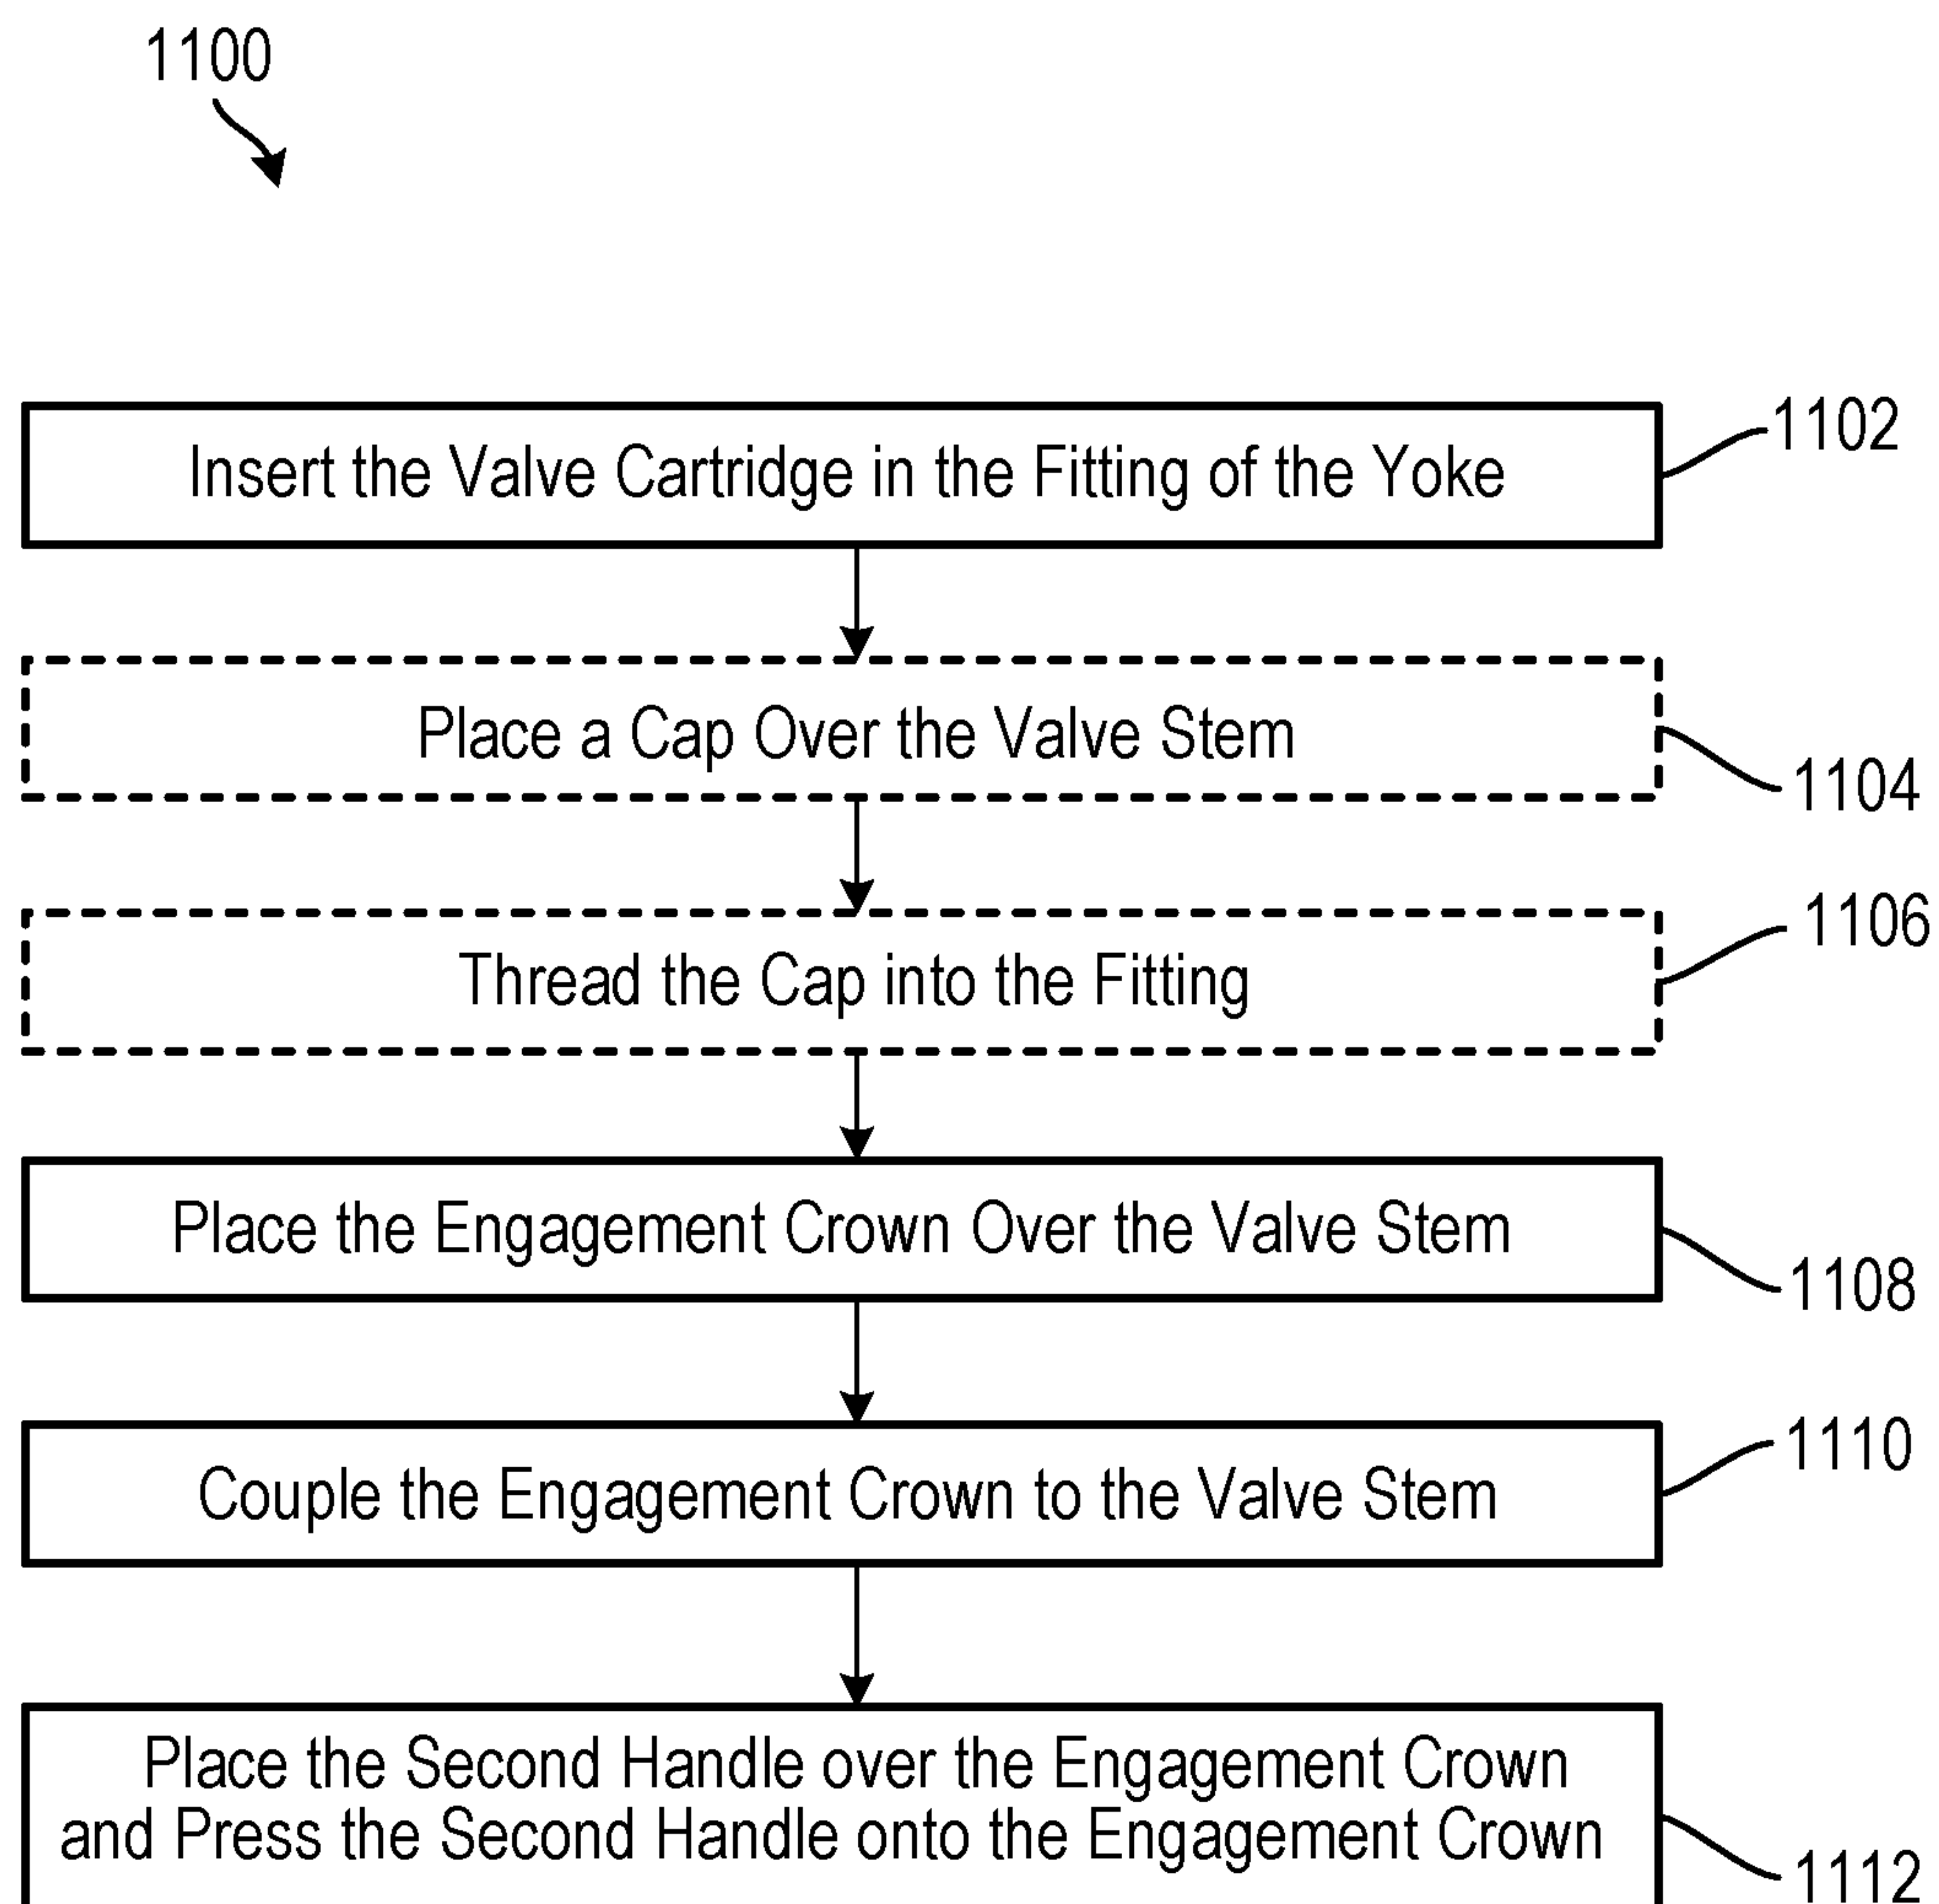 1100
Insert the Valve Cartridge in the Fitting of the Yoke
1102
Place a Cap Over the Valve Stem
1104
Thread the Cap into the Fitting
1106
Place the Engagement Crown Over the Valve Stem
1108
Couple the Engagement Crown to the Valve Stem
1110
Place the Second Handle over the Engagement Crown
and Press the Second Handle onto the Engagement Crown
1112